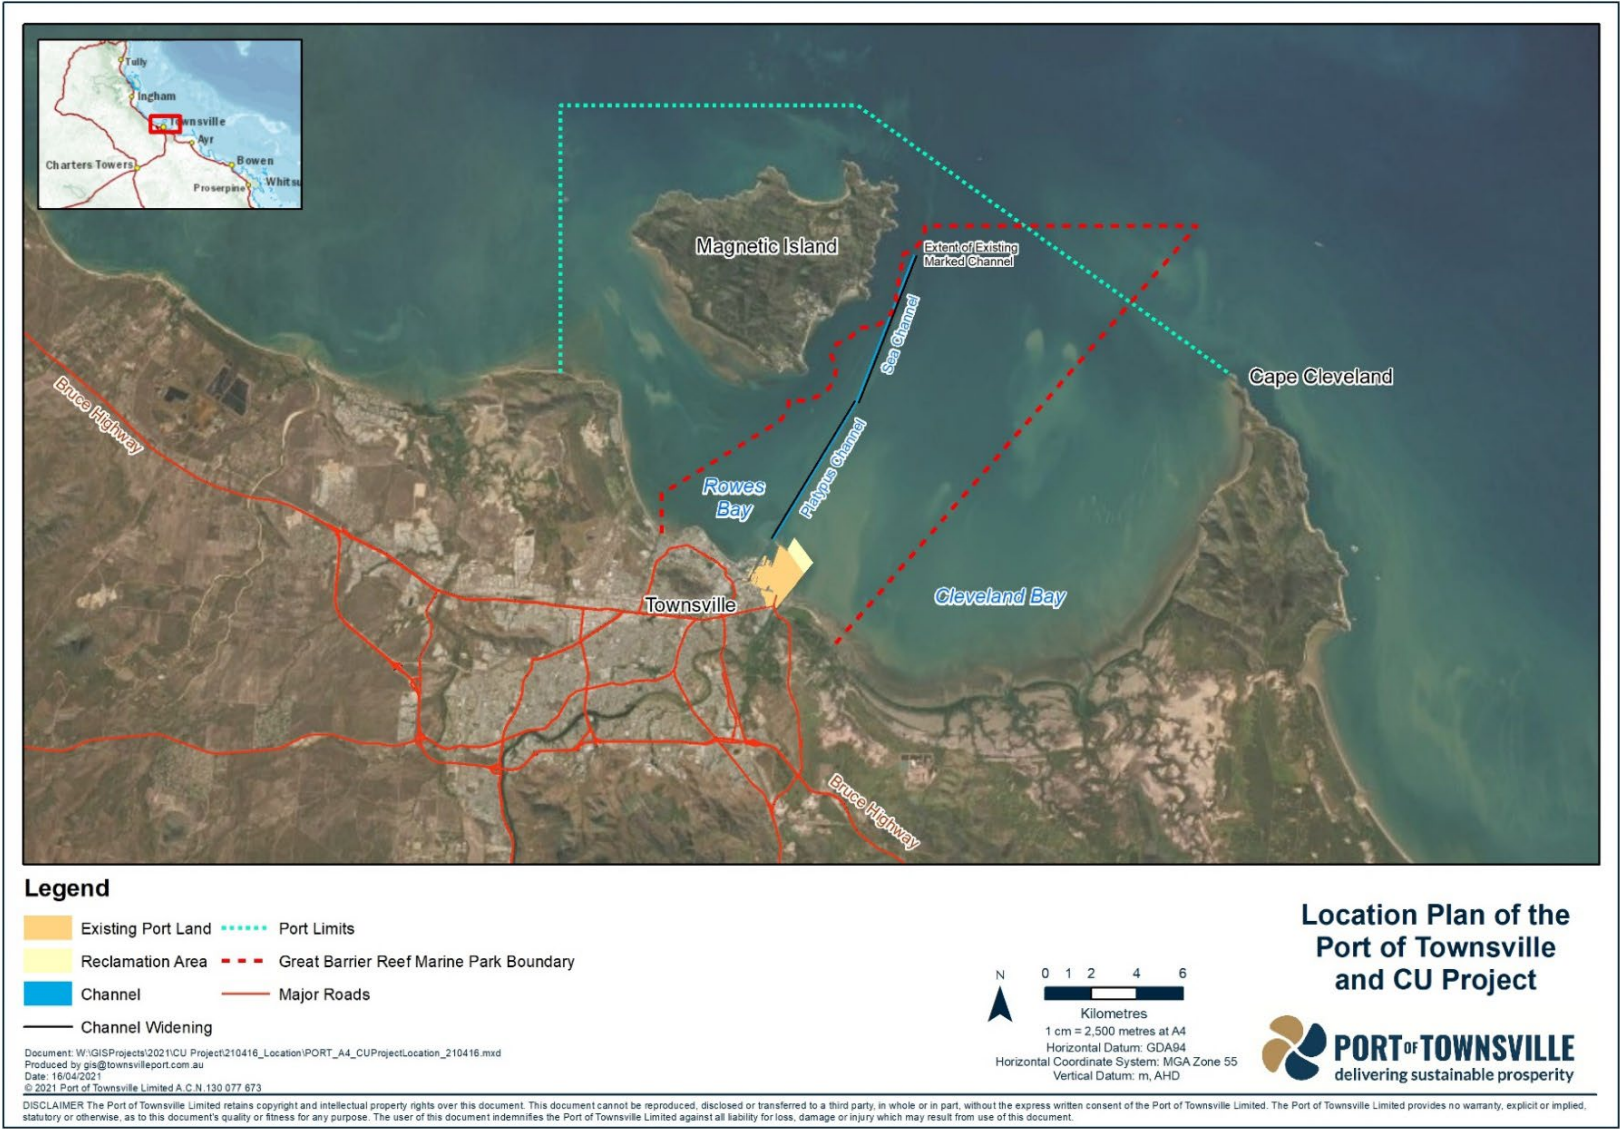 Tully
Ingham
Townsville
Ayr
Charters Towers
Bowen
Proserpine
Whitsu
Magnetic Island
Extent of Existing
Marked Channel
Sea Channel
Cape Cleveland
Bruce Highway
Platypus Channel
Rowes
Bay
Cleveland Bay
Townsville
Bruce Highway
Legend
Existing Port Land
Port Limits
Reclamation Area
Great Barrier Reef Marine Park Boundary
Channel
Major Roads
Channel Widening
Document: W:\GISProjects\2021\CU Project\210416_Location\PORT_A4_CUProjectLocation_210416.mxd
Produced by gis@townsvilleport.com.au
Date: 16/04/2021
© 2021 Port of Townsville Limited A.C.N.130 077 673
N
0 1 2 4 6
Kilometres
1 cm = 2,500 metres at A4
Horizontal Datum: GDA94
Horizontal Coordinate System: MGA Zone 55
Vertical Datum: m, AHD
Location Plan of the
Port of Townsville
and CU Project
PORT OF TOWNSVILLE
delivering sustainable prosperity
DISCLAIMER The Port of Townsville Limited retains copyright and intellectual property rights over this document. This document cannot be reproduced, disclosed or transferred to a third party, in whole or in part, without the express written consent of the Port of Townsville Limited. The Port of Townsville Limited provides no warranty, explicit or implied,
statutory or otherwise, as to this document's quality or fitness for any purpose. The user of this document indemnifies the Port of Townsville Limited against all liability for loss, damage or injury which may result from use of this document.